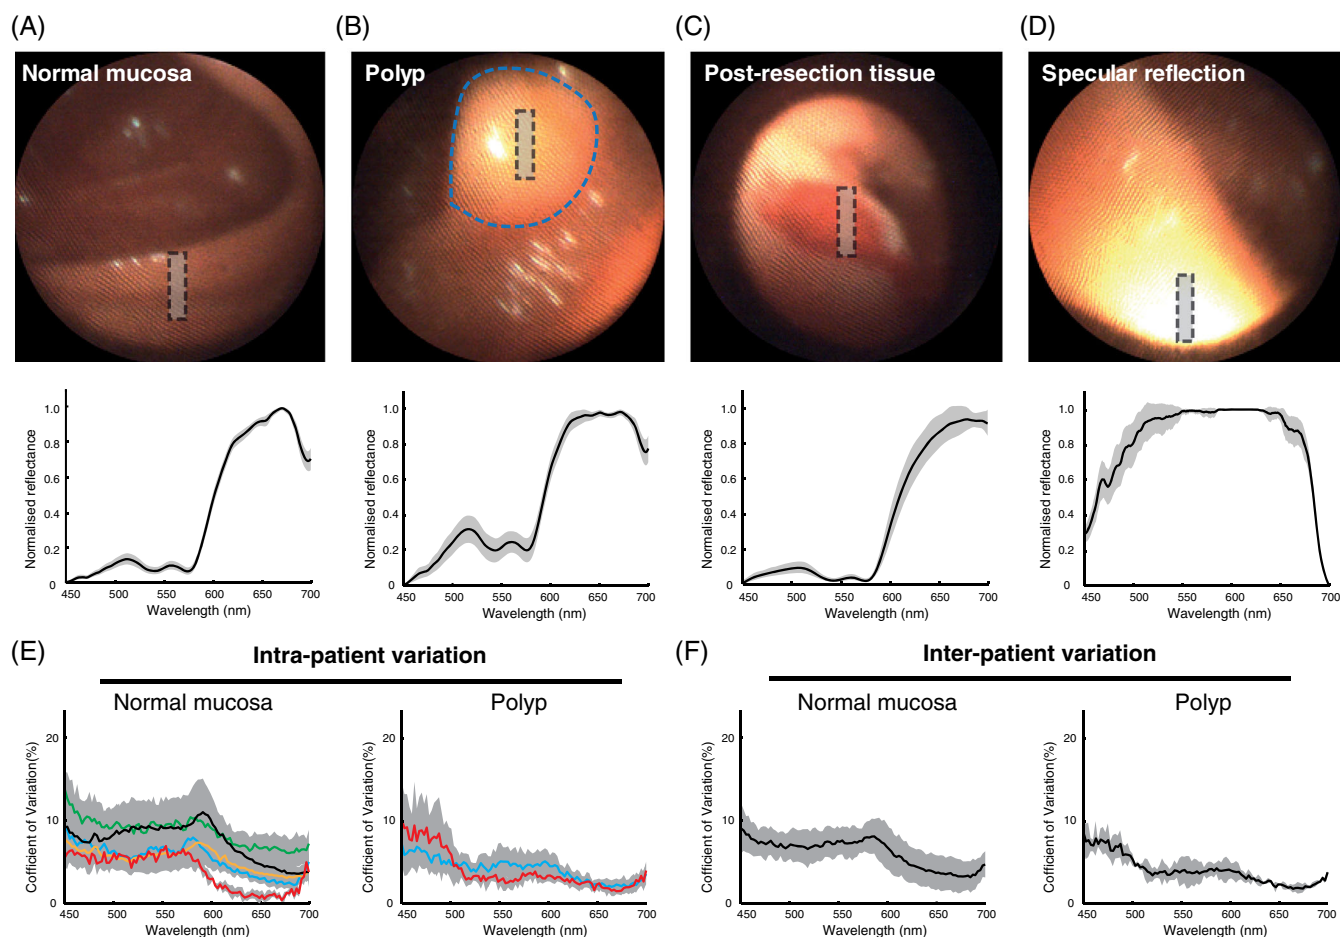 (A)
(B)
(C)
(D)
Normal mucosa
Polyp
Post-resection tissue
Specular reflection
Normalised reflectance
1.0
0.8
0.6
0.4
0.2
0
450 500 550 600 650 700
Wavelength (nm)
Normalised reflectance
1.0
0.8
0.6
0.4
0.2
0
450 500 550 600 650 700
Wavelength (nm)
Normalised reflectance
1.0
0.8
0.6
0.4
0.2
0
450 500 550 600 650 700
Wavelength (nm)
Normalised reflectance
1.0
0.8
0.6
0.4
0.2
0
450 500 550 600 650 700
Wavelength (nm)
(E)
Intra-patient variation
Normal mucosa
Cofficient of Variation(%)
20
10
0
450 500 550 600 650 700
Wavelength (nm)
Polyp
Cofficient of Variation(%)
20
10
0
450 500 550 600 650 700
Wavelength (nm)
(F)
Inter-patient variation
Normal mucosa
Cofficient of Variation(%)
20
10
0
450 500 550 600 650 700
Wavelength (nm)
Polyp
Cofficient of Variation(%)
20
10
0
450 500 550 600 650 700
Wavelength (nm)